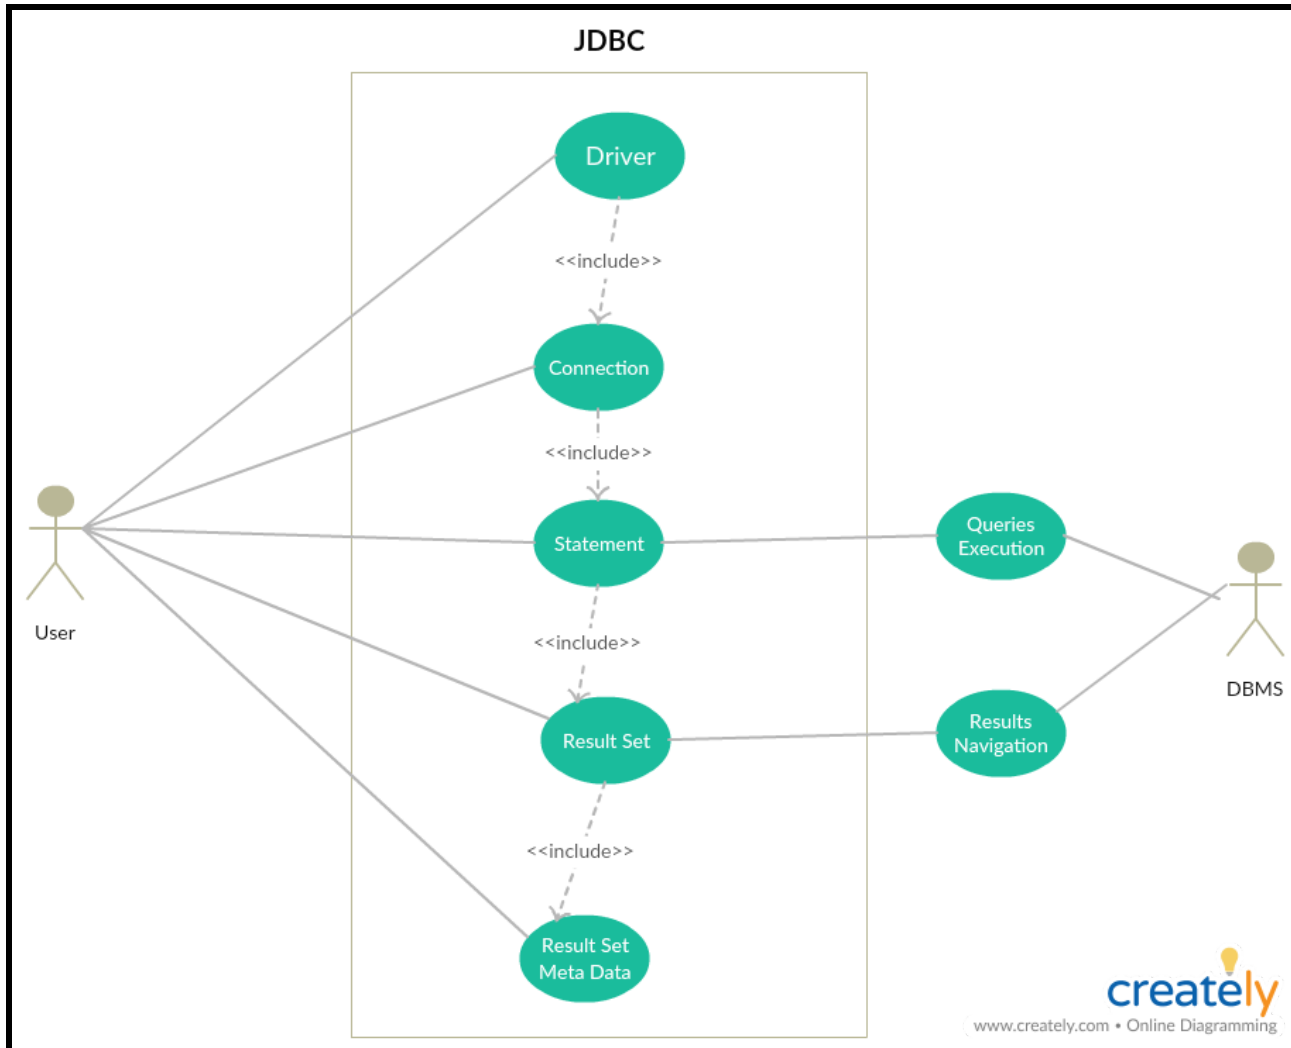 JDBC
Driver
<<include>>
Connection
<<include>>
Statement
Queries
Execution
User
<<include>>
DBMS
Result Set
Results
Navigation
<<include>>
Result Set
Meta Data
creately
www.creately.com • Online Diagramming